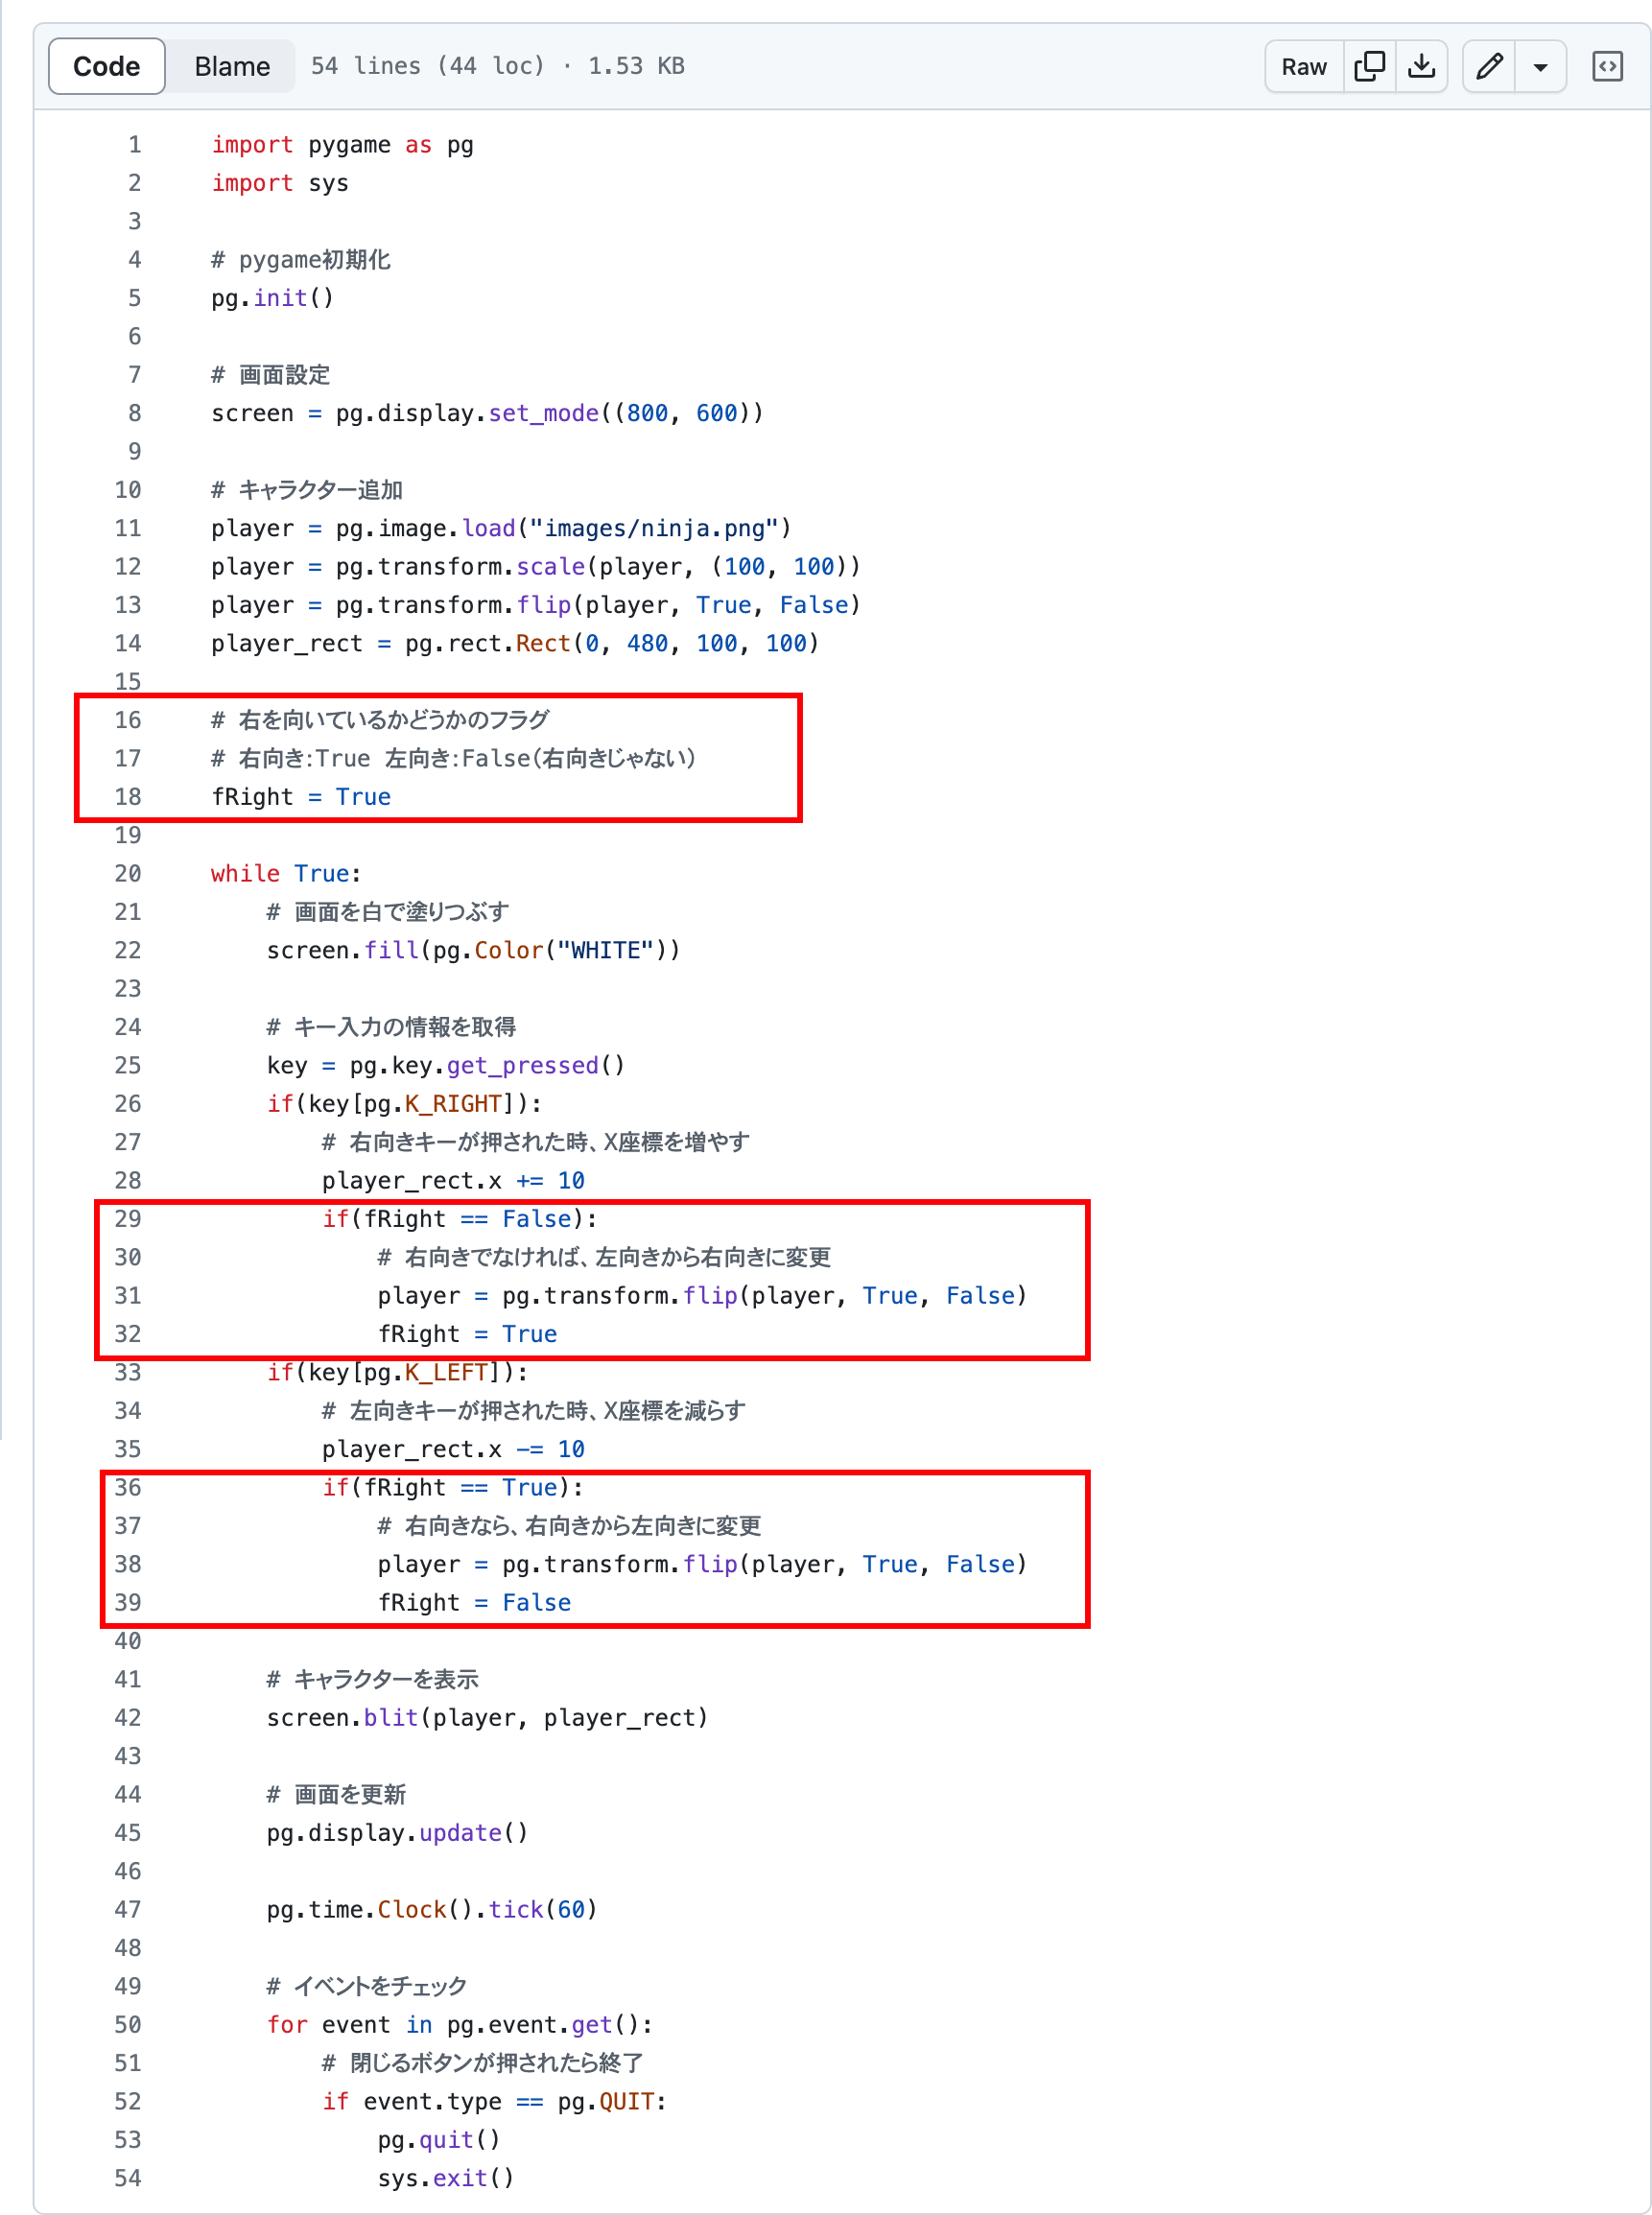 Code Blame 54 lines (44 loc) · 1.53 KB Raw
1 import pygame as pg
2 import sys
3
4 # pygame初期化
5 pg.init()
6
7 # 画面設定
8 screen = pg.display.set_mode((800, 600))
9
10 # キャラクター追加
11 player = pg.image.load("images/ninja.png")
12 player = pg.transform.scale(player, (100, 100))
13 player = pg.transform.flip(player, True, False)
14 player_rect = pg.rect.Rect(0, 480, 100, 100)
15
16 # 右を向いているかどうかのフラグ
17 # 右向き:True 左向き:False(右向きじゃない)
18 fRight = True
19
20 while True:
21     # 画面を白で塗りつぶす
22     screen.fill(pg.Color("WHITE"))
23
24     # キー入力の情報を取得
25     key = pg.key.get_pressed()
26     if(key[pg.K_RIGHT]):
27         # 右向きキーが押された時、X座標を増やす
28         player_rect.x += 10
29         if(fRight == False):
30             # 右向きでなければ、左向きから右向きに変更
31             player = pg.transform.flip(player, True, False)
32             fRight = True
33     if(key[pg.K_LEFT]):
34         # 左向きキーが押された時、X座標を減らす
35         player_rect.x -= 10
36         if(fRight == True):
37             # 右向きなら、右向きから左向きに変更
38             player = pg.transform.flip(player, True, False)
39             fRight = False
40
41     # キャラクターを表示
42     screen.blit(player, player_rect)
43
44     # 画面を更新
45     pg.display.update()
46
47     pg.time.Clock().tick(60)
48
49     # イベントをチェック
50     for event in pg.event.get():
51         # 閉じるボタンが押されたら終了
52         if event.type == pg.QUIT:
53             pg.quit()
54             sys.exit()